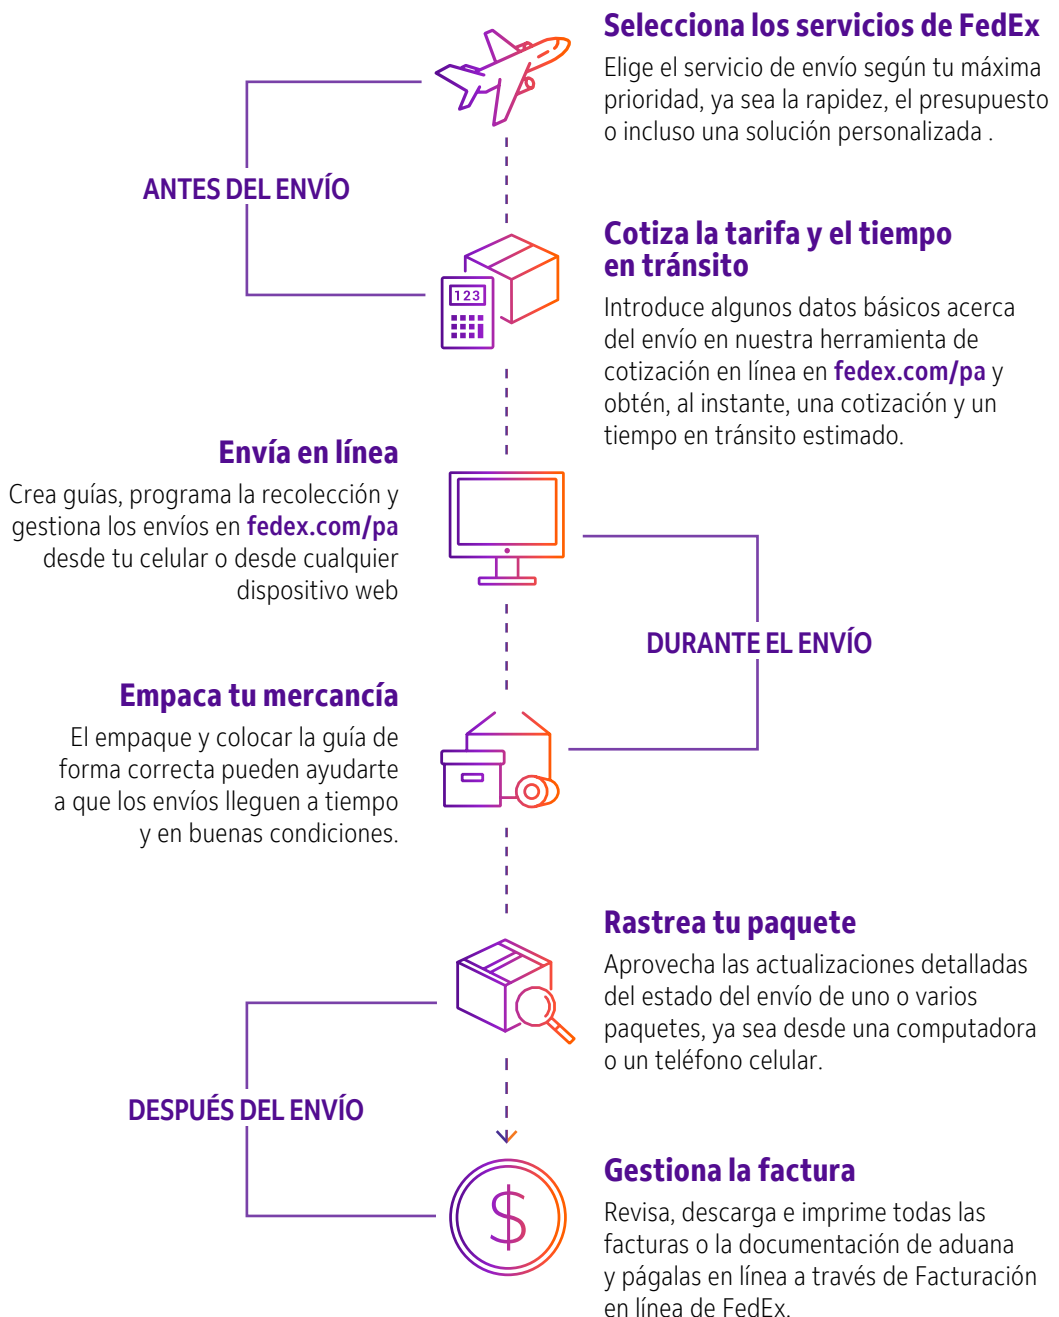 Selecciona los servicios de FedEx
Elige el servicio de envío según tu máxima
prioridad, ya sea la rapidez, el presupuesto
o incluso una solución personalizada .
ANTES DEL ENVÍO
Cotiza la tarifa y el tiempo
en tránsito
123
Introduce algunos datos básicos acerca
del envío en nuestra herramienta de
cotización en línea en fedex.com/pa y
obtén, al instante, una cotización y un
tiempo en tránsito estimado.
Envía en línea
Crea guías, programa la recolección y
gestiona los envíos en fedex.com/pa
desde tu celular o desde cualquier
dispositivo web
DURANTE EL ENVÍO
Empaca tu mercancía
El empaque y colocar la guía de
forma correcta pueden ayudarte
a que los envíos lleguen a tiempo
y en buenas condiciones.
Rastrea tu paquete
Aprovecha las actualizaciones detalladas
del estado del envío de uno o varios
paquetes, ya sea desde una computadora
o un teléfono celular.
DESPUÉS DEL ENVÍO
Gestiona la factura
$
Revisa, descarga e imprime todas las
facturas o la documentación de aduana
y págalas en línea a través de Facturación
en línea de FedEx.